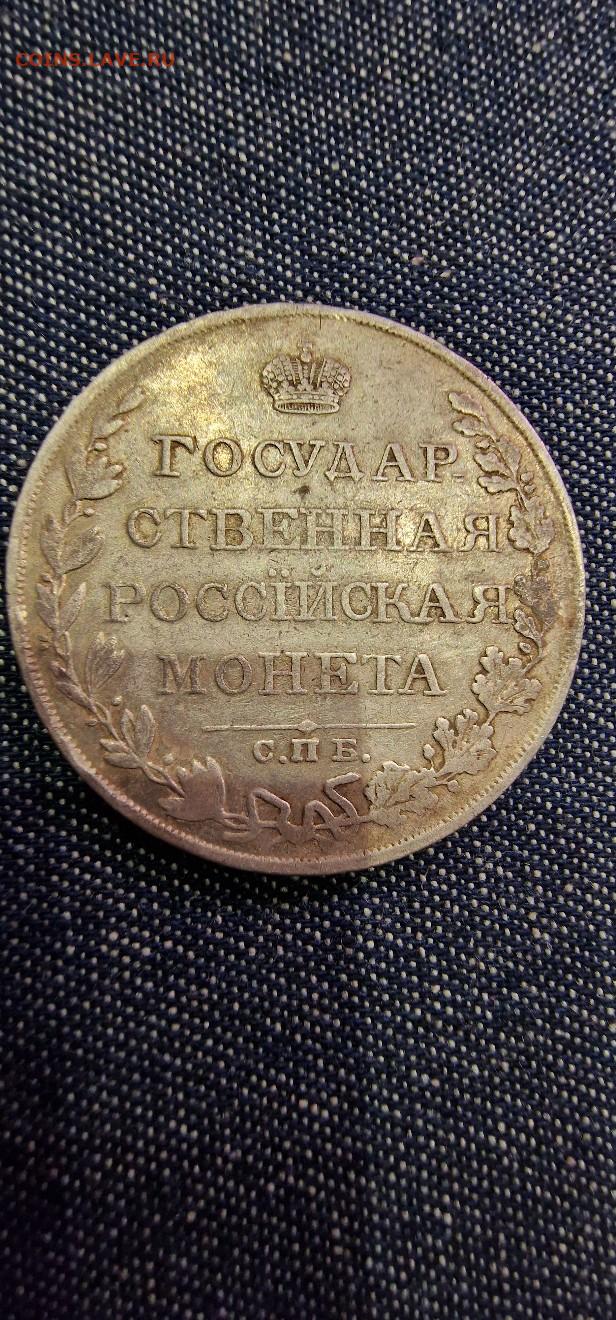 COINS.LAVE.RU
ГОСУДАР.
СТВЕННАЯ
РОССІЙСКАЯ
МОНЕТА
С.П Б.